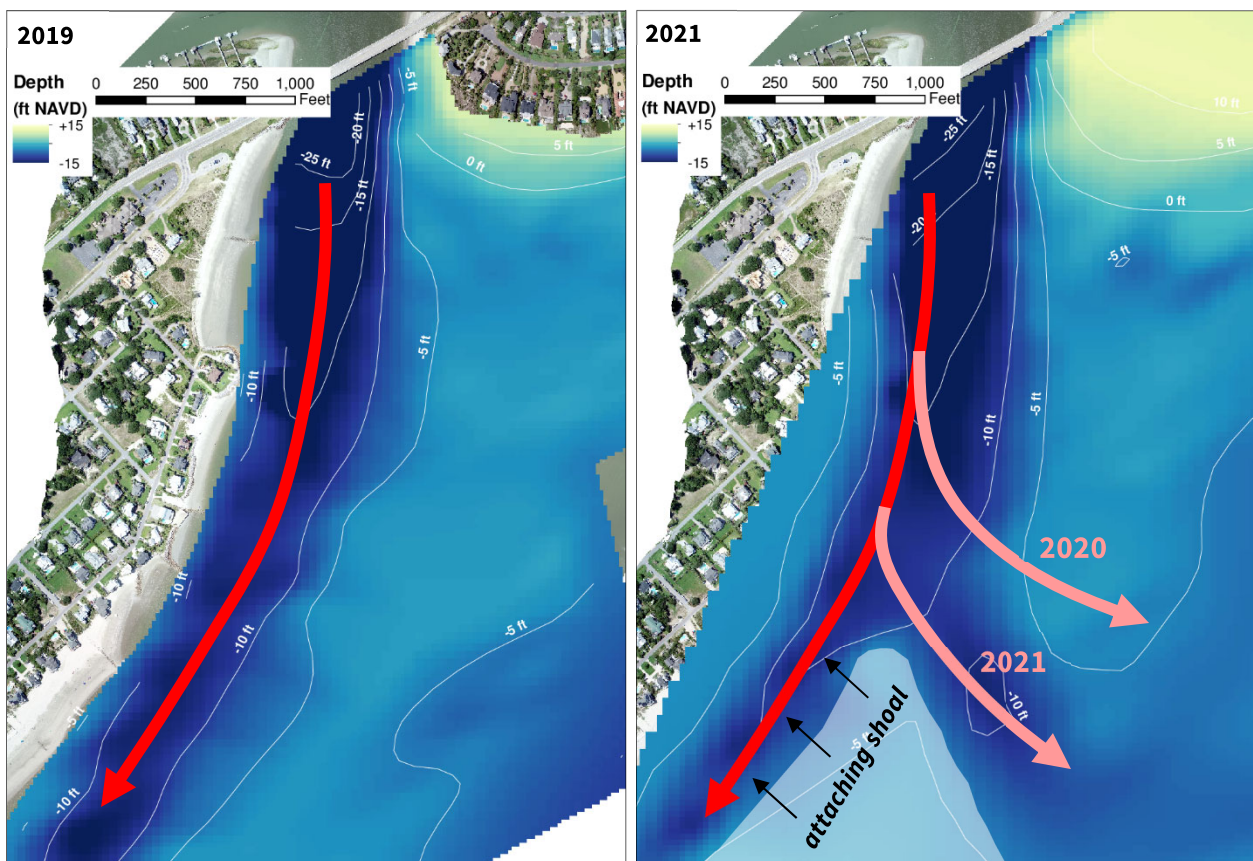 2019
Depth
(ft NAVD)
+15
-15
0 250 500 750 1,000
Feet
-5 ft
-20 ft
-25 ft
-15 ft
5 ft
0 ft
-5 ft
-10 ft
-10 ft
-10 ft
-5 ft
-5 ft
-10 ft
2021
Depth
(ft NAVD)
+15
-15
0 250 500 750 1,000
Feet
10 ft
-25 ft
5 ft
-15 ft
0 ft
-20
-5 ft
-5 ft
-5 ft
-10 ft
2020
2021
-10 ft
-5 ft
attaching shoal